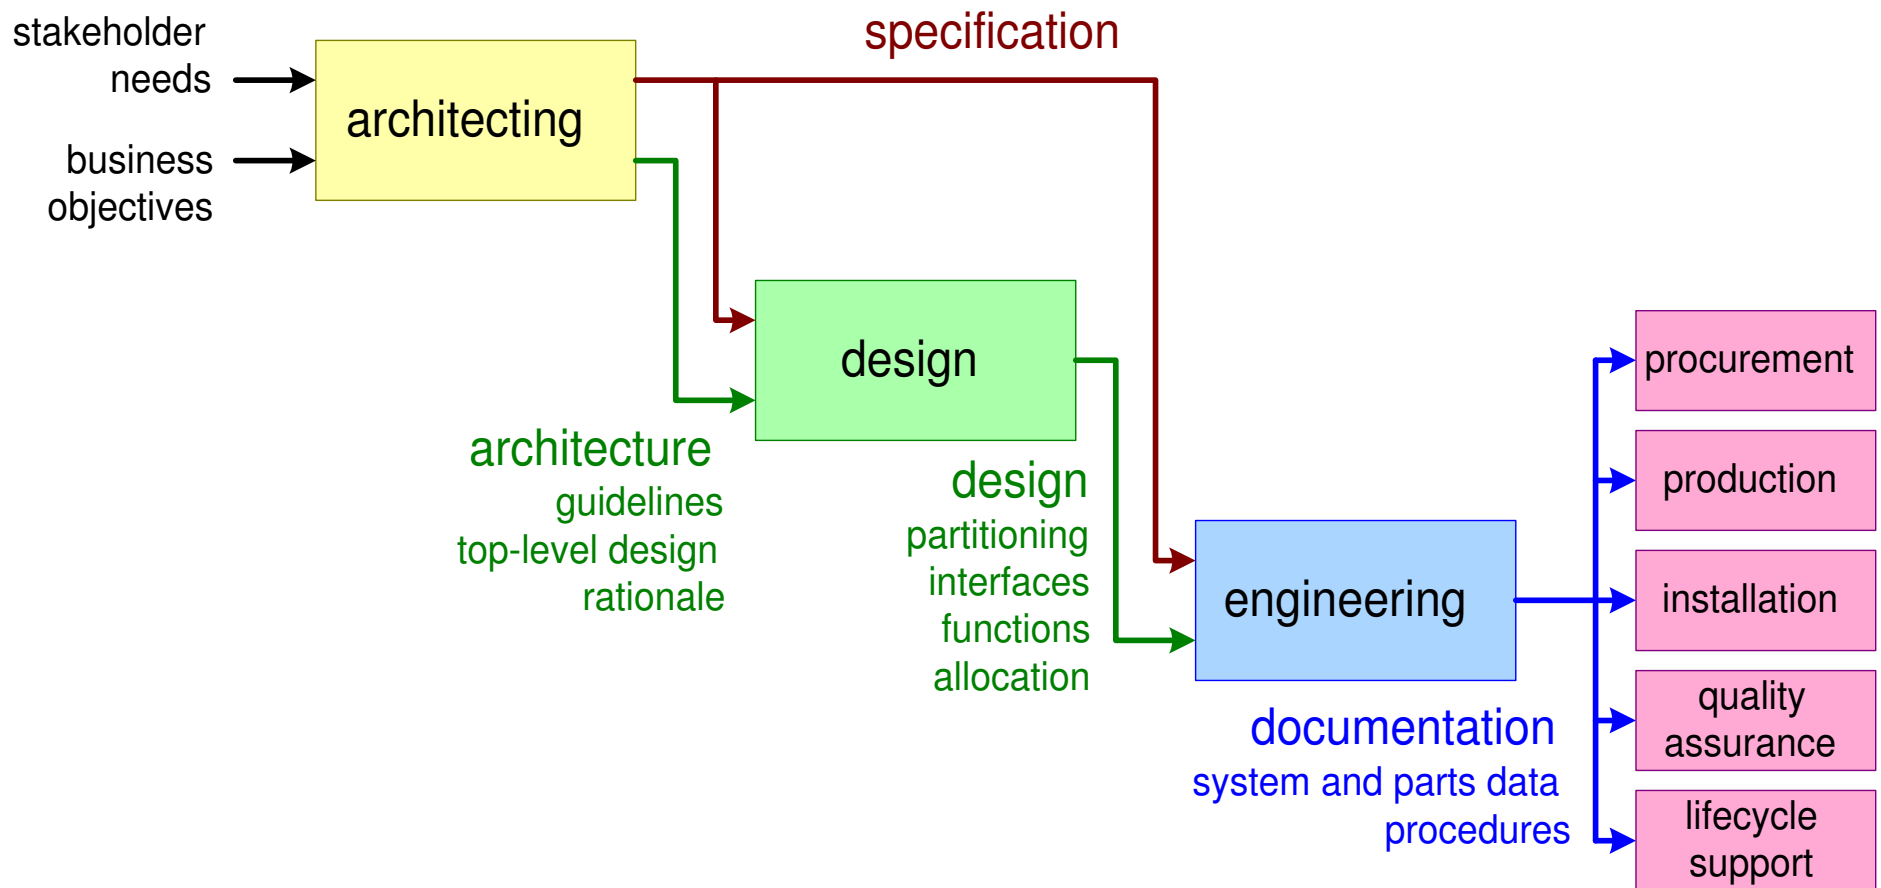 stakeholder
needs
business
objectives
architecting
specification
architecture
guidelines
top-level design
rationale
design
design
partitioning
interfaces
functions
allocation
engineering
documentation
system and parts data
procedures
procurement
production
installation
quality
assurance
lifecycle
support